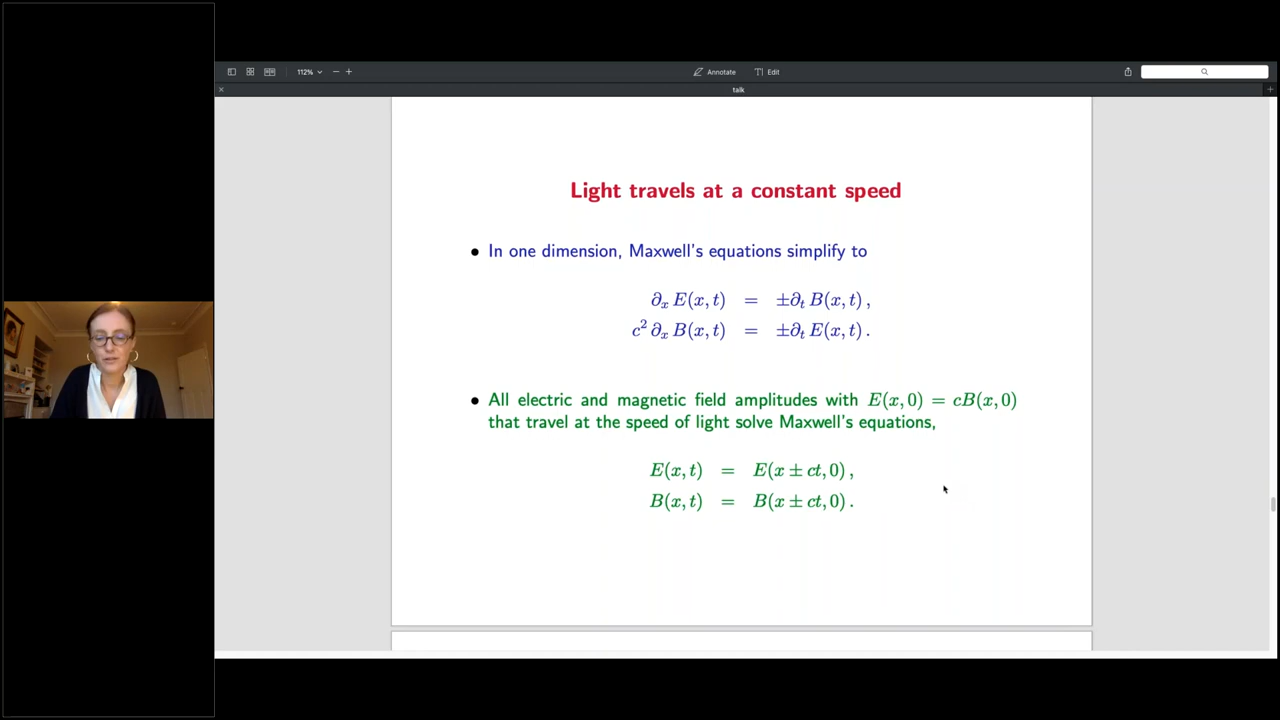 112%
Annotate
Edit
talk
Light travels at a constant speed
• In one dimension, Maxwell's equations simplify to
∂ₓ E(x, t) = ±∂ₜ B(x, t) ,
c² ∂ₓ B(x, t) = ±∂ₜ E(x, t) .
• All electric and magnetic field amplitudes with E(x, 0) = cB(x, 0)
that travel at the speed of light solve Maxwell's equations,
E(x, t) = E(x ± ct, 0) ,
B(x, t) = B(x ± ct, 0) .